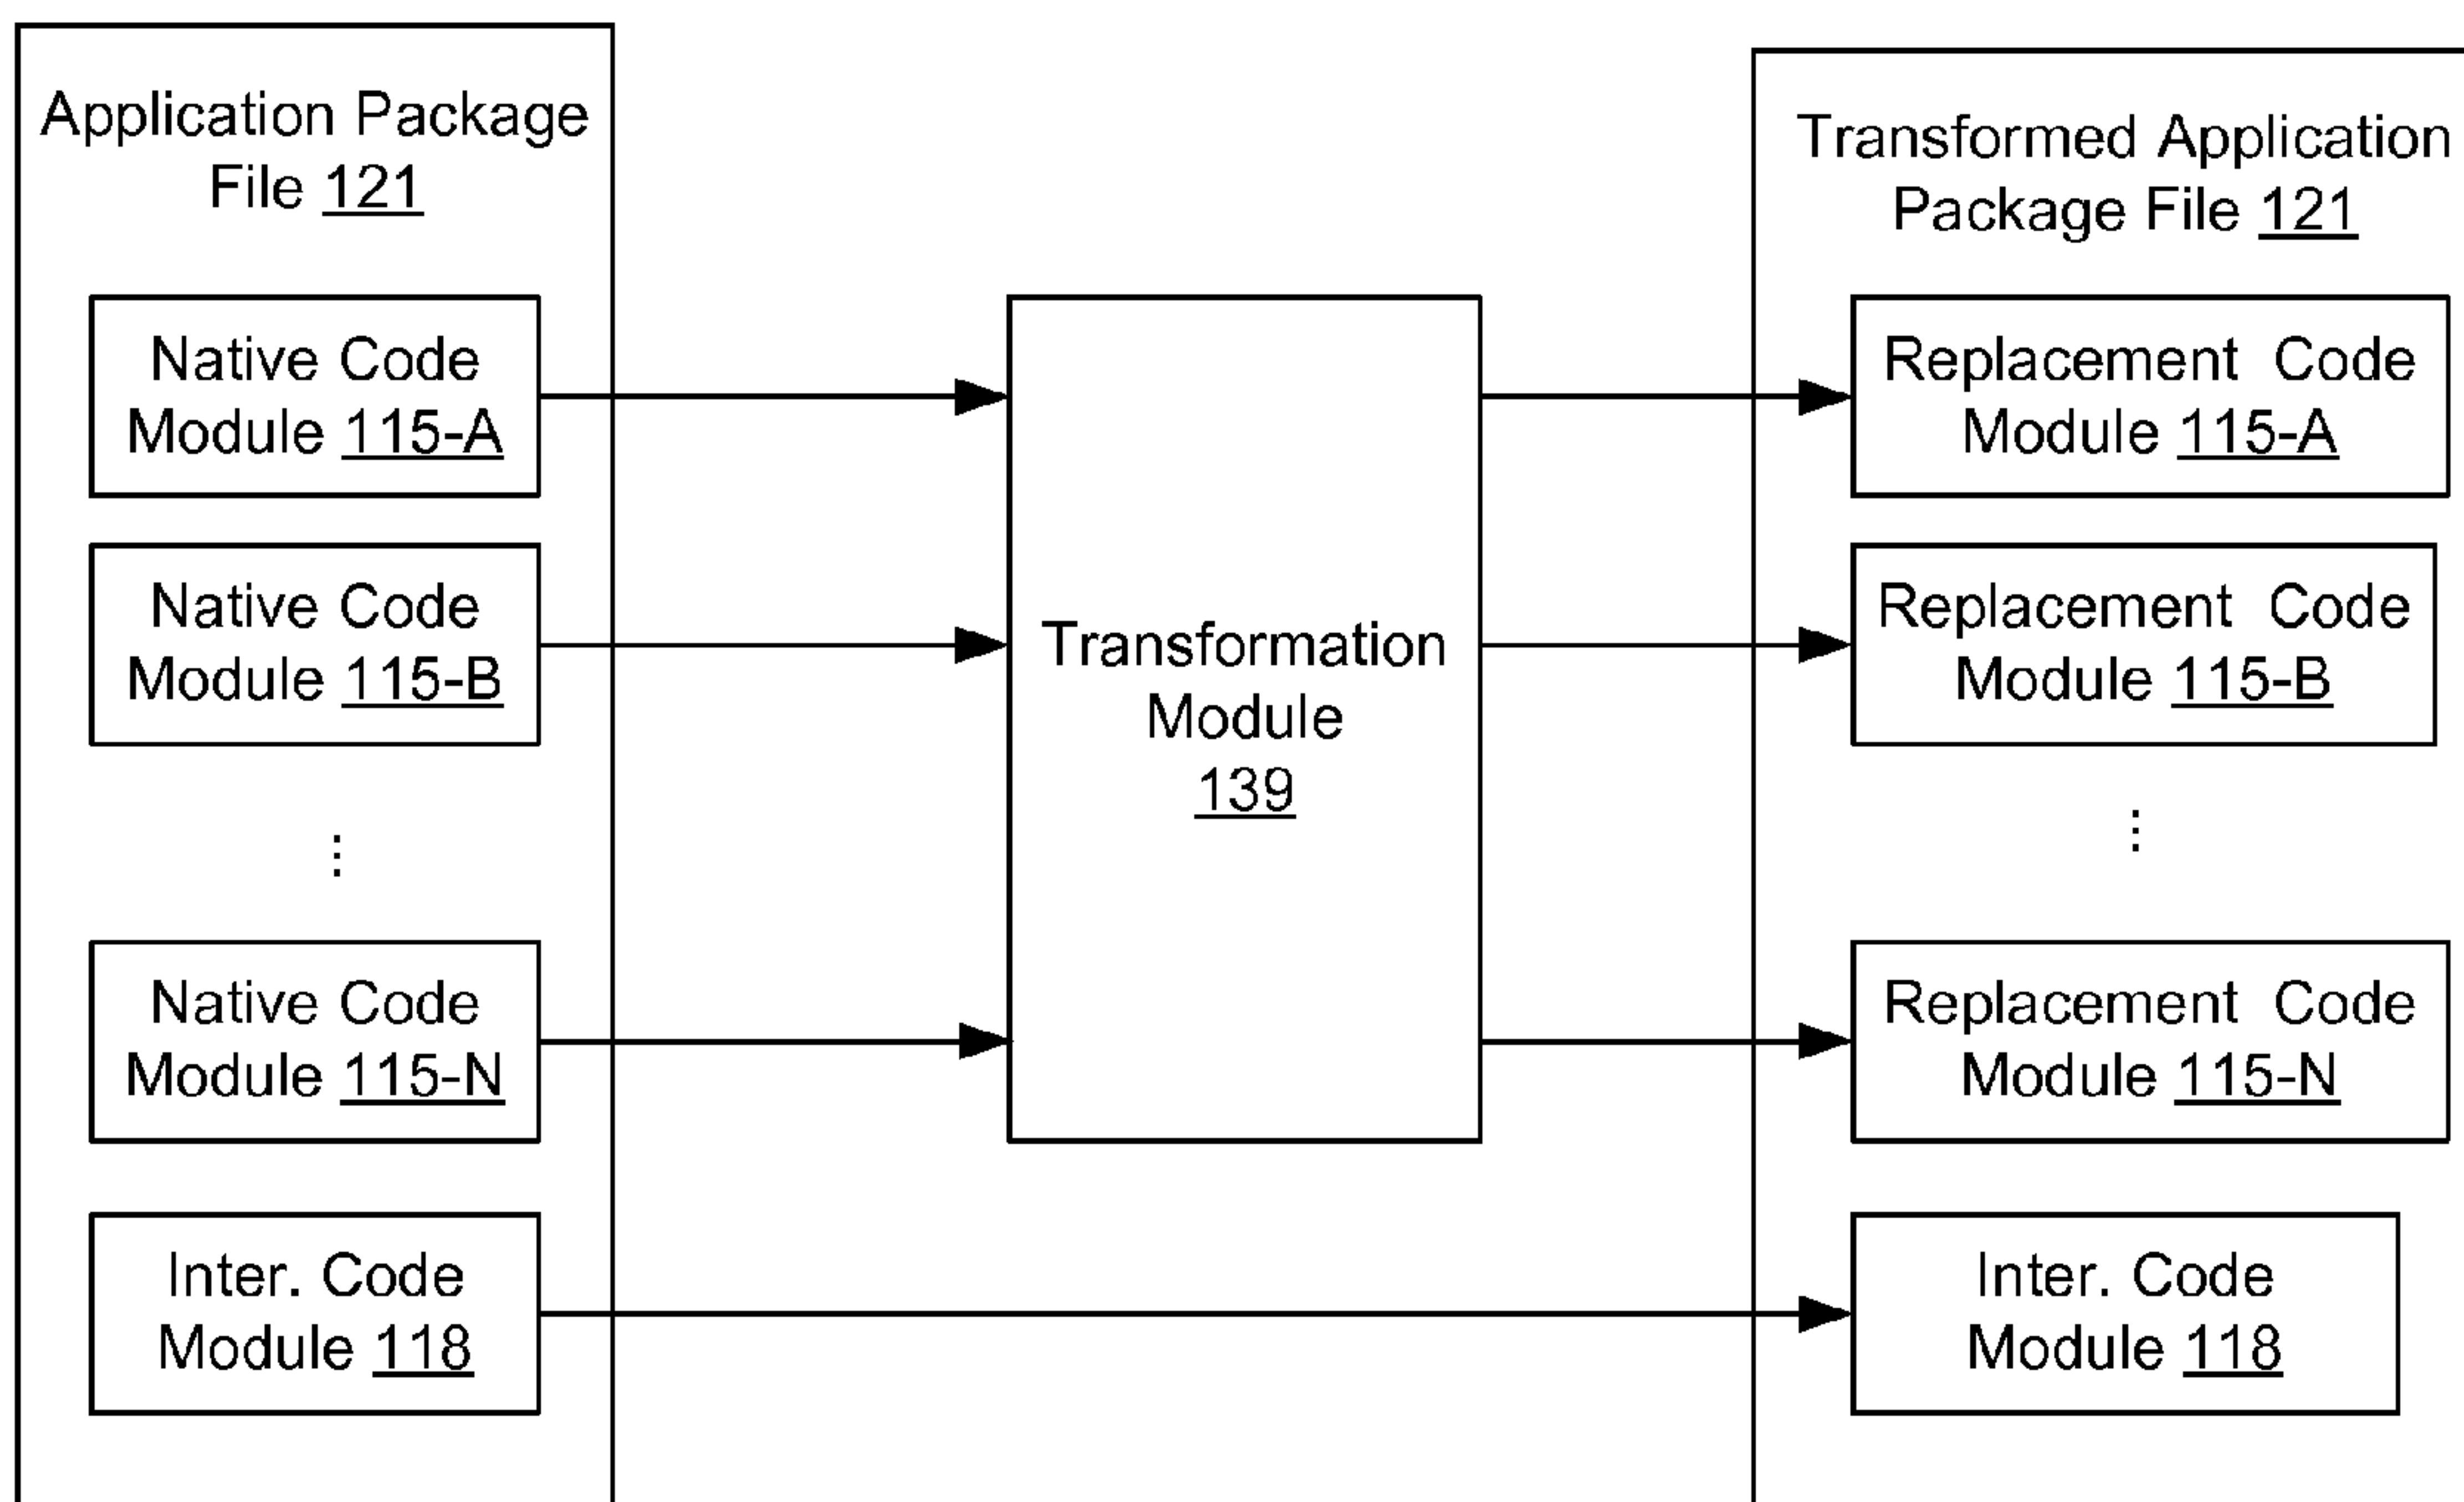 Application Package
File 121
Native Code
Module 115-A
Native Code
Module 115-B
⋮
Native Code
Module 115-N
Inter. Code
Module 118
Transformation
Module
139
Transformed Application
Package File 121
Replacement Code
Module 115-A
Replacement Code
Module 115-B
⋮
Replacement Code
Module 115-N
Inter. Code
Module 118